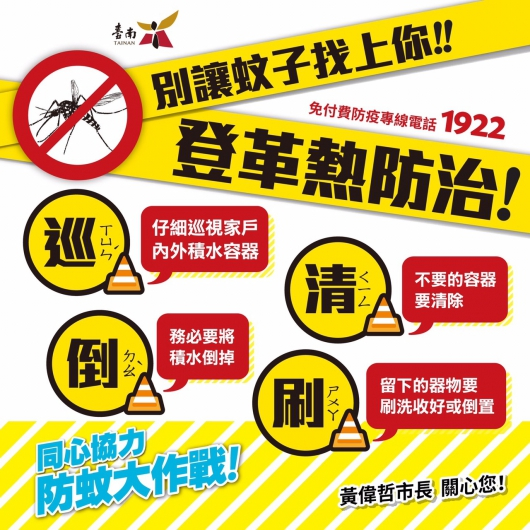 臺南
TAINAN
別讓蚊子找上你!!
免付費防疫專線電話 1922
登革熱防治!
巡
ㄒㄩㄣˊ
仔細巡視家戶
內外積水容器
清
ㄑㄧㄥ
不要的容器
要清除
倒
ㄉㄠˋ
務必要將
積水倒掉
刷
ㄕㄨㄚ
留下的器物要
刷洗收好或倒置
同心協力
防蚊大作戰!
黃偉哲市長 關心您!